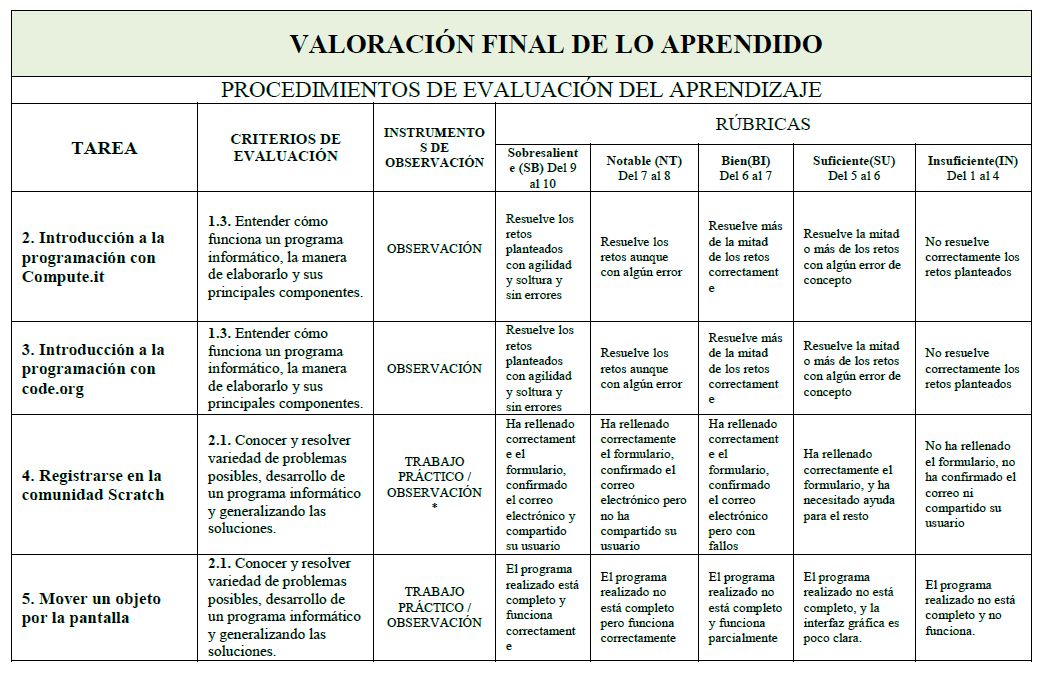 VALORACIÓN FINAL DE LO APRENDIDO
PROCEDIMIENTOS DE EVALUACIÓN DEL APRENDIZAJE
TAREA
CRITERIOS DE
EVALUACIÓN
INSTRUMENTO
S DE
OBSERVACIÓN
RÚBRICAS
Sobresalient
e (SB) Del 9
al 10
Notable (NT)
Del 7 al 8
Bien(BI)
Del 6 al 7
Suficiente(SU)
Del 5 al 6
Insuficiente(IN)
Del 1 al 4
2. Introducción a la
programación con
Compute.it
1.3. Entender cómo
funciona un programa
informático, la manera
de elaborarlo y sus
principales componentes.
OBSERVACIÓN
Resuelve los
retos
planteados
con agilidad
y soltura y
sin errores
Resuelve los
retos aunque
con algún error
Resuelve más
de la mitad
de los retos
correctament
e
Resuelve la mitad
o más de los retos
con algún error de
concepto
No resuelve
correctamente los
retos planteados
3. Introducción a la
programación con
code.org
1.3. Entender cómo
funciona un programa
informático, la manera
de elaborarlo y sus
principales componentes.
OBSERVACIÓN
Resuelve los
retos
planteados
con agilidad
y soltura y
sin errores
Resuelve los
retos aunque
con algún error
Resuelve más
de la mitad
de los retos
correctament
e
Resuelve la mitad
o más de los retos
con algún error de
concepto
No resuelve
correctamente los
retos planteados
4. Registrarse en la
comunidad Scratch
2.1. Conocer y resolver
variedad de problemas
posibles, desarrollo de
un programa informático
y generalizando las
soluciones.
TRABAJO
PRÁCTICO /
OBSERVACIÓN
*
Ha rellenado
correctament
e el
formulario,
confirmado
el correo
electrónico y
compartido
su usuario
Ha rellenado
correctamente
el formulario,
confirmado el
correo
electrónico pero
no ha
compartido su
usuario
Ha rellenado
correctament
e el
formulario,
confirmado
el correo
electrónico
pero con
fallos
Ha rellenado
correctamente el
formulario, y ha
necesitado ayuda
para el resto
No ha rellenado
el formulario, no
ha confirmado el
correo ni
compartido su
usuario
5. Mover un objeto
por la pantalla
2.1. Conocer y resolver
variedad de problemas
posibles, desarrollo de
un programa informático
y generalizando las
soluciones.
TRABAJO
PRÁCTICO /
OBSERVACIÓN
El programa
realizado está
completo y
funciona
correctament
e
El programa
realizado no
está completo
pero funciona
correctamente
El programa
realizado no
está completo
y funciona
parcialmente
El programa
realizado no está
completo, y la
interfaz gráfica es
poco clara.
El programa
realizado no está
completo y no
funciona.